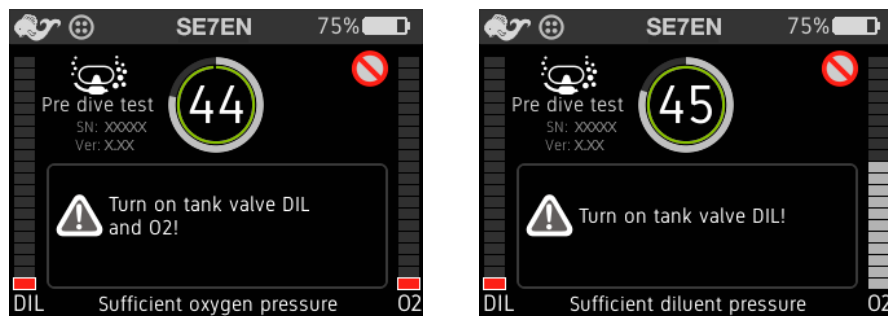 SE7EN 75%
44
Pre dive test
SN: XXXXX
Ver: X.XX
Turn on tank valve DIL
and O2!
DIL Sufficient oxygen pressure O2
SE7EN 75%
45
Pre dive test
SN: XXXXX
Ver: X.XX
Turn on tank valve DIL!
DIL Sufficient diluent pressure O2